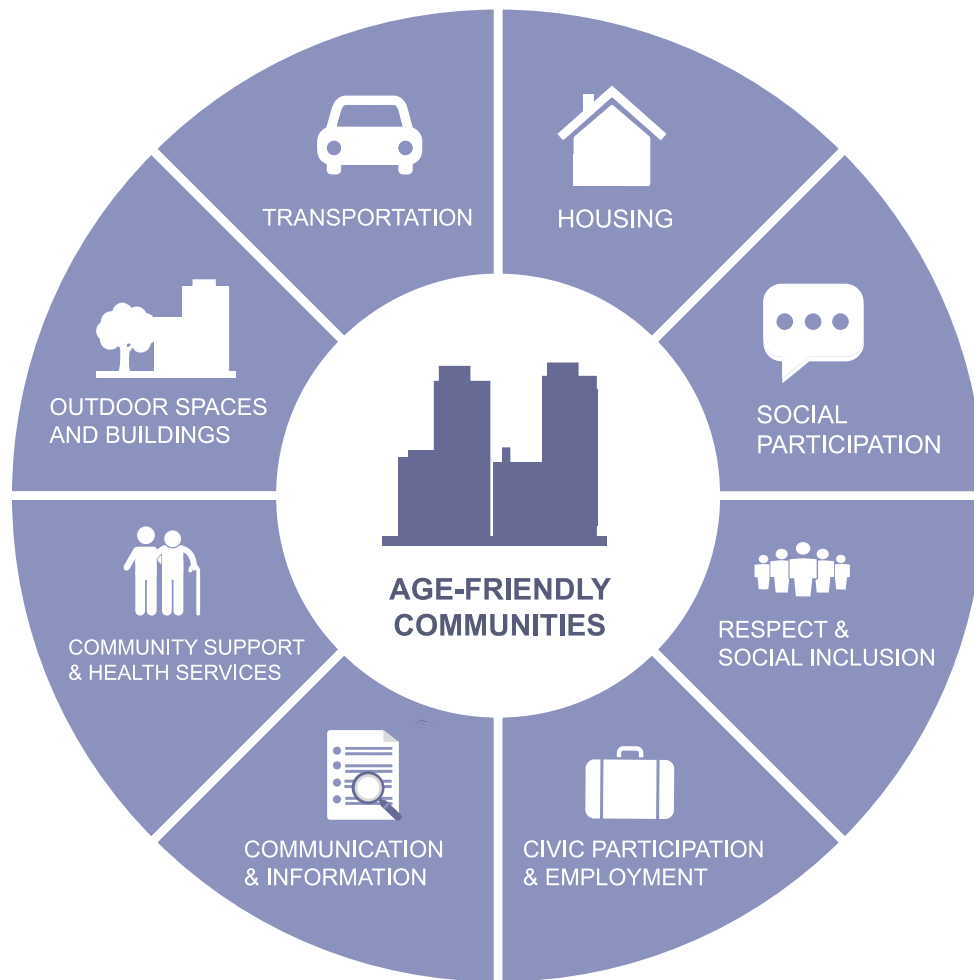 TRANSPORTATION
HOUSING
SOCIAL
PARTICIPATION
RESPECT &
SOCIAL INCLUSION
CIVIC PARTICIPATION
& EMPLOYMENT
COMMUNICATION
& INFORMATION
COMMUNITY SUPPORT
& HEALTH SERVICES
OUTDOOR SPACES
AND BUILDINGS
AGE-FRIENDLY
COMMUNITIES